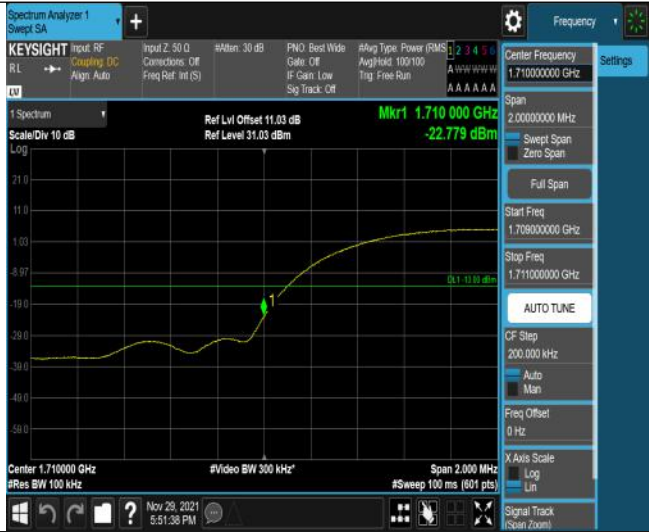 Spectrum Analyzer 1
Swept SA
Frequency
KEYSIGHT
RL
Input: RF
Coupling: DC
Align: Auto
Input Z: 50 Ω
Corrections: Off
Freq Ref: Int (S)
#Atten: 30 dB
PNO: Best Wide
Gate: Off
IF Gain: Low
Sig Track: Off
#Avg Type: Power (RMS
Avg|Hold: 100/100
Trig: Free Run
1 2 3 4 5 6
A W W W W W
A A A A A A
LV
1 Spectrum
Scale/Div 10 dB
Log
Ref Lvl Offset 11.03 dB
Ref Level 31.03 dBm
Mkr1 1.710 000 GHz
-22.779 dBm
21.0
11.0
1.03
-8.97
-19.0
-29.0
-39.0
-49.0
-59.0
DL1 -13.00 dBm
1
Center 1.710000 GHz
#Res BW 100 kHz
#Video BW 300 kHz*
Span 2.000 MHz
#Sweep 100 ms (601 pts)
Center Frequency
1.710000000 GHz
Settings
Span
2.00000000 MHz
Swept Span
Zero Span
Full Span
Start Freq
1.709000000 GHz
Stop Freq
1.711000000 GHz
AUTO TUNE
CF Step
200.000 kHz
Auto
Man
Freq Offset
0 Hz
X Axis Scale
Log
Lin
Signal Track
(Span Zoom)
Nov 29, 2021
5:51:38 PM